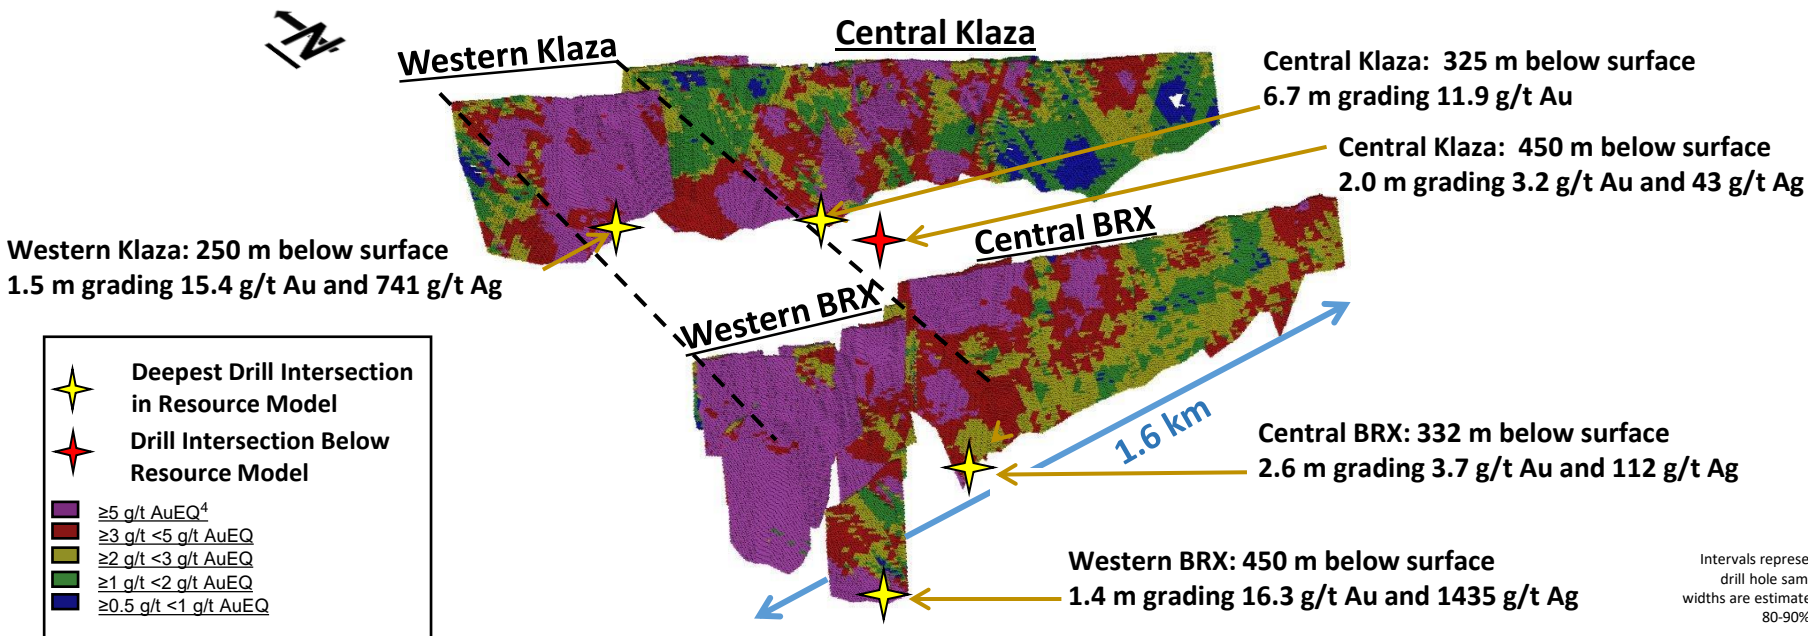 N
Western Klaza
Central Klaza
Central Klaza: 325 m below surface
6.7 m grading 11.9 g/t Au
Central Klaza: 450 m below surface
2.0 m grading 3.2 g/t Au and 43 g/t Ag
Western Klaza: 250 m below surface
1.5 m grading 15.4 g/t Au and 741 g/t Ag
Central BRX
Western BRX
1.6 km
Deepest Drill Intersection
in Resource Model
Drill Intersection Below
Resource Model
≥5 g/t AuEQ⁴
≥3 g/t <5 g/t AuEQ
≥2 g/t <3 g/t AuEQ
≥1 g/t <2 g/t AuEQ
≥0.5 g/t <1 g/t AuEQ
Central BRX: 332 m below surface
2.6 m grading 3.7 g/t Au and 112 g/t Ag
Western BRX: 450 m below surface
1.4 m grading 16.3 g/t Au and 1435 g/t Ag
Intervals represe
drill hole sam
widths are estimate
80-90%